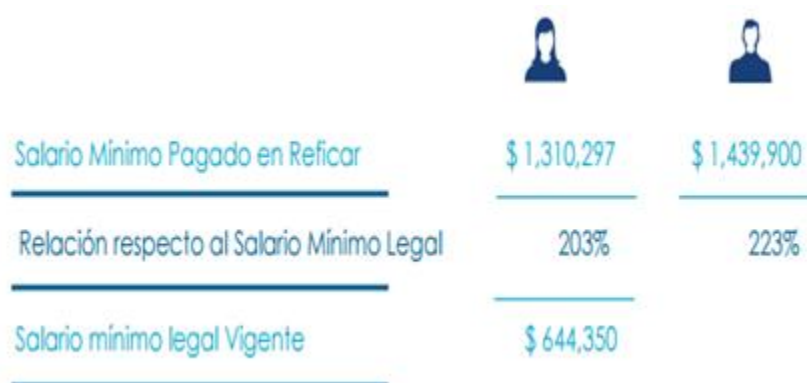 Salario Mínimo Pagado en Reficar $ 1,310,297 $ 1,439,900
Relación respecto al Salario Mínimo Legal 203% 223%
Salario mínimo legal Vigente $ 644,350